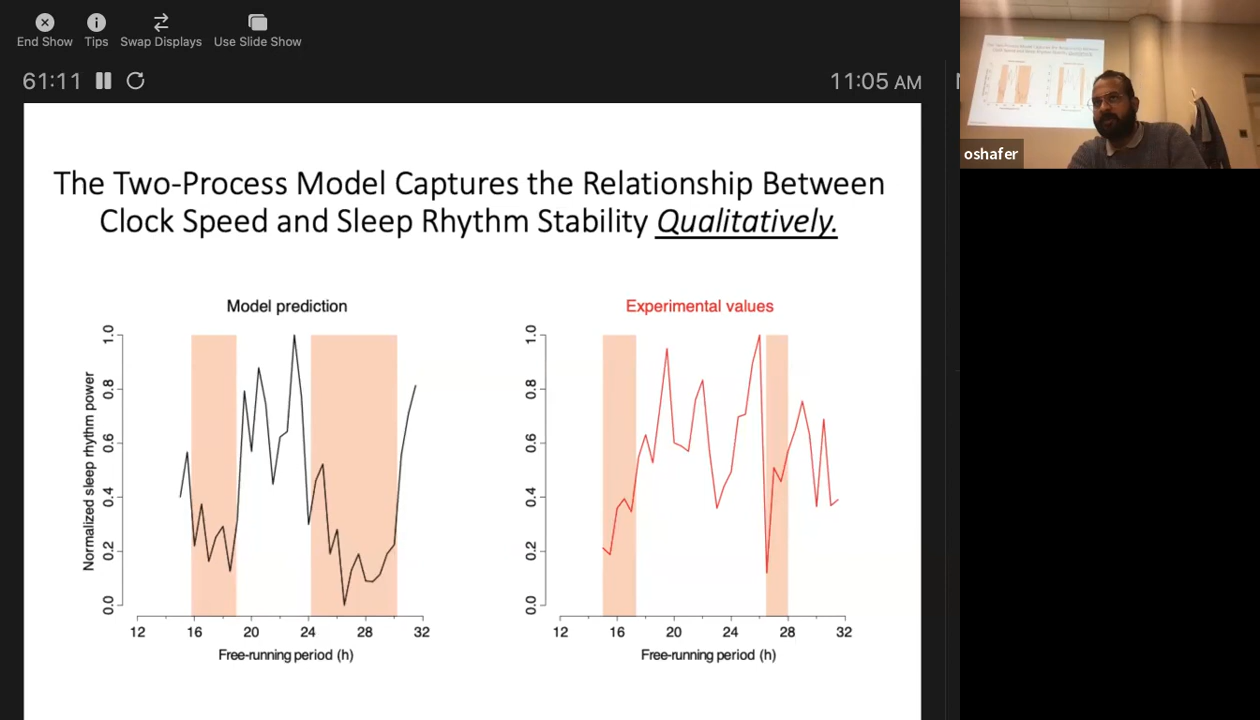 End Show
Tips
Swap Displays
Use Slide Show
61:11
11:05 AM
oshafer
The Two-Process Model Captures the Relationship Between
Clock Speed and Sleep Rhythm Stability Qualitatively.
Model prediction
Normalized sleep rhythm power
1.0
0.8
0.6
0.4
0.2
0.0
12 16 20 24 28 32
Free-running period (h)
Experimental values
1.0
0.8
0.6
0.4
0.2
0.0
12 16 20 24 28 32
Free-running period (h)